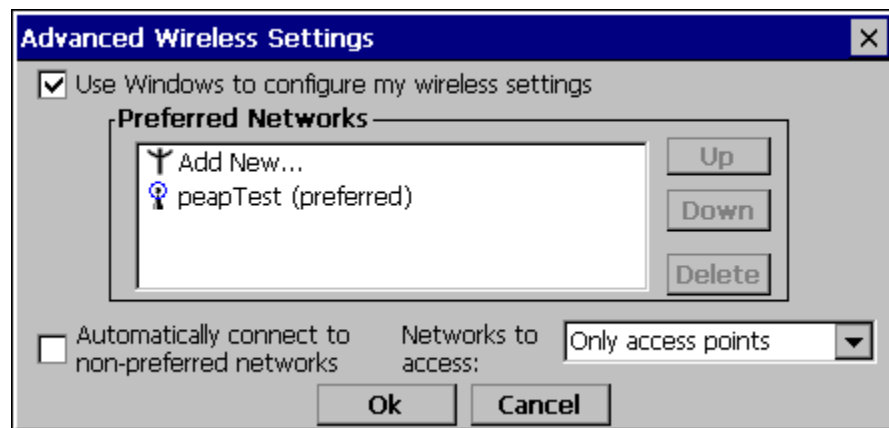 Advanced Wireless Settings
Use Windows to configure my wireless settings
Preferred Networks
Add New...
peapTest (preferred)
Up
Down
Delete
Automatically connect to
non-preferred networks
Networks to
access:
Only access points
Ok
Cancel